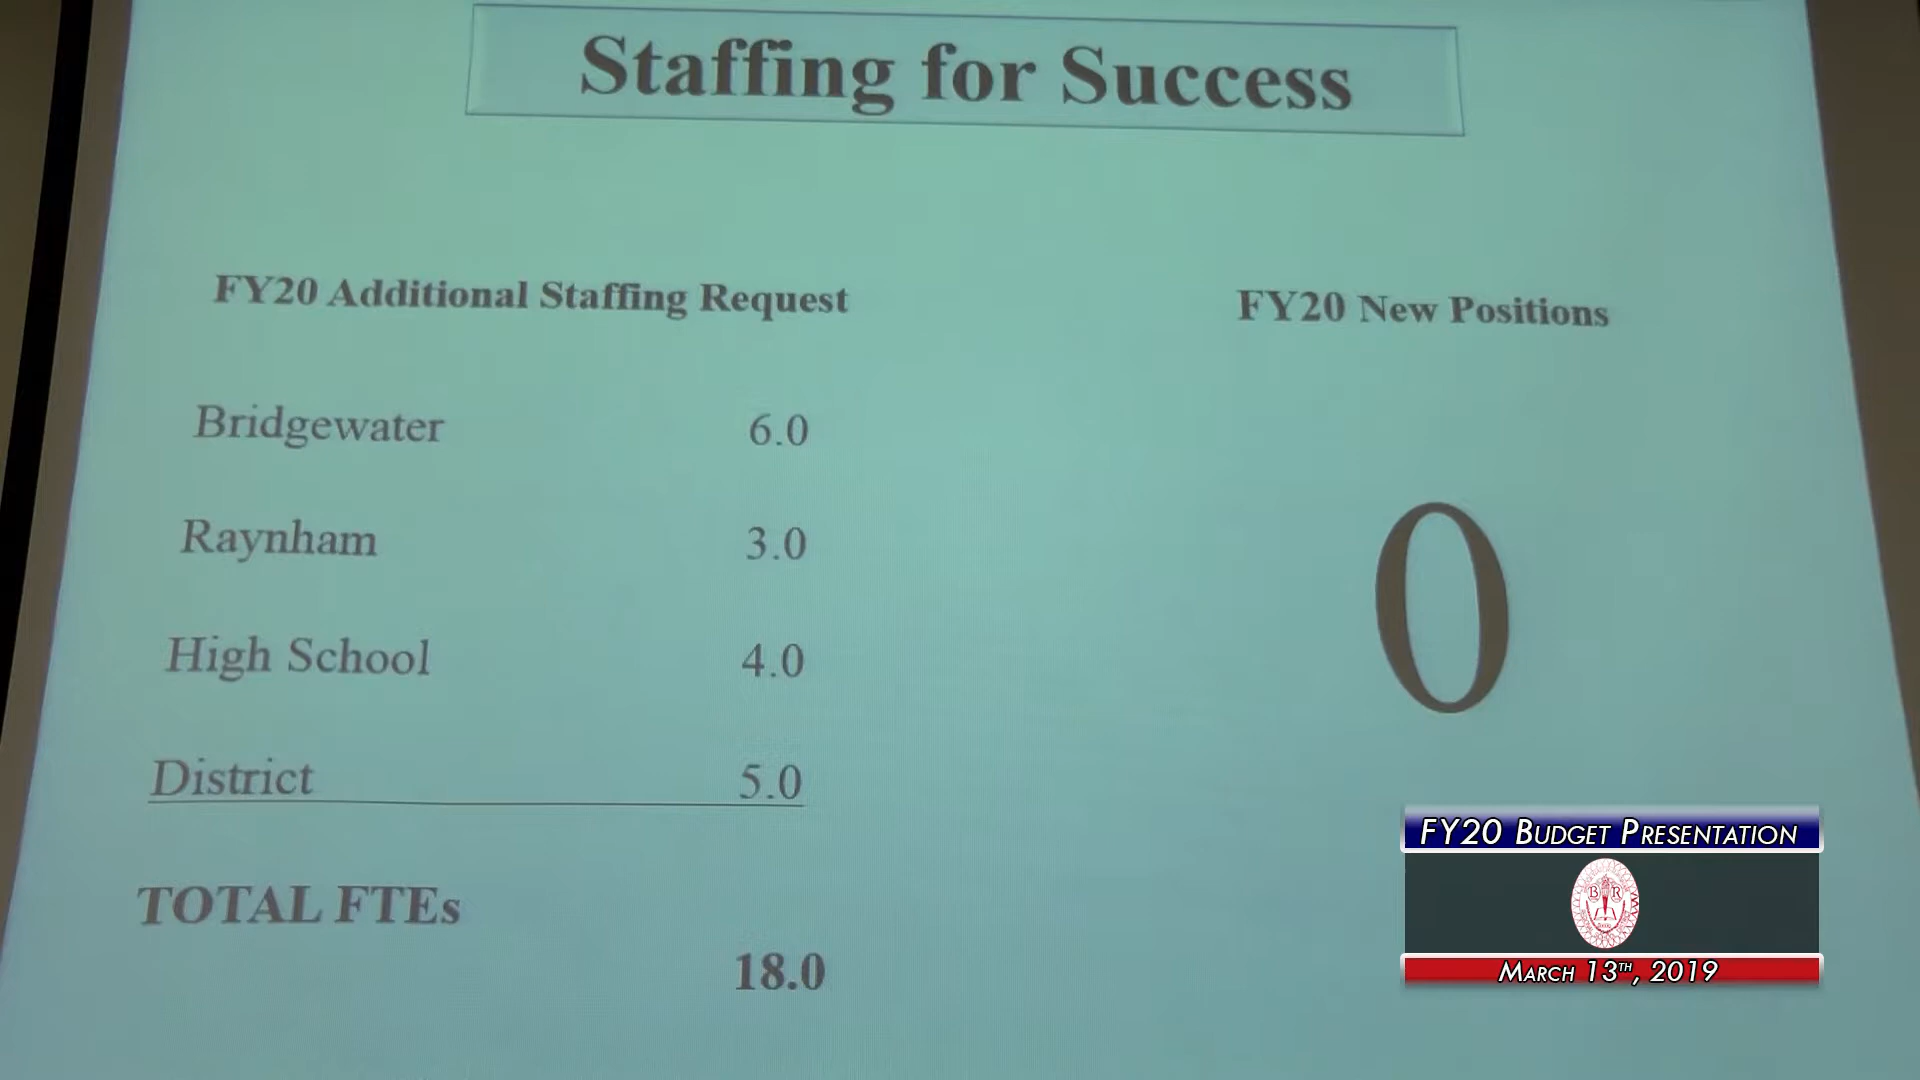 Staffing for Success
FY20 Additional Staffing Request
FY20 New Positions
Bridgewater 6.0
Raynham 3.0
High School 4.0
0
District 5.0
TOTAL FTEs
18.0
FY20 BUDGET PRESENTATION
B R
MARCH 13TH, 2019